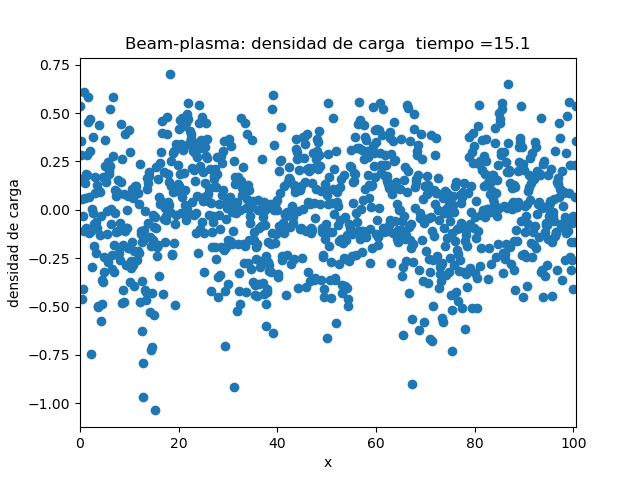 Beam-plasma: densidad de carga  tiempo =15.1
0.75
0.50
0.25
0.00
−0.25
−0.50
−0.75
−1.00
densidad de carga
0 20 40 60 80 100
x